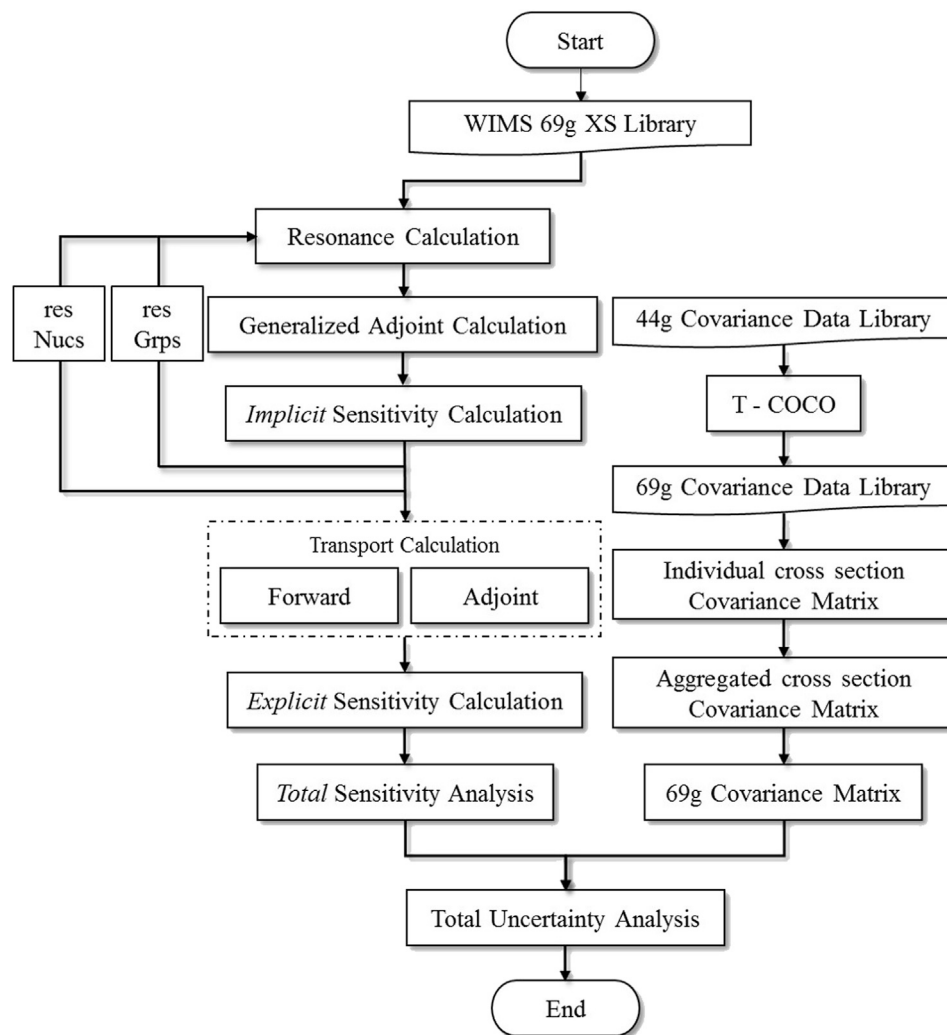 Start
WIMS 69g XS Library
Resonance Calculation
res
Nucs
res
Grps
Generalized Adjoint Calculation
Implicit Sensitivity Calculation
Transport Calculation
Forward
Adjoint
Explicit Sensitivity Calculation
Total Sensitivity Analysis
44g Covariance Data Library
T - COCO
69g Covariance Data Library
Individual cross section
Covariance Matrix
Aggregated cross section
Covariance Matrix
69g Covariance Matrix
Total Uncertainty Analysis
End